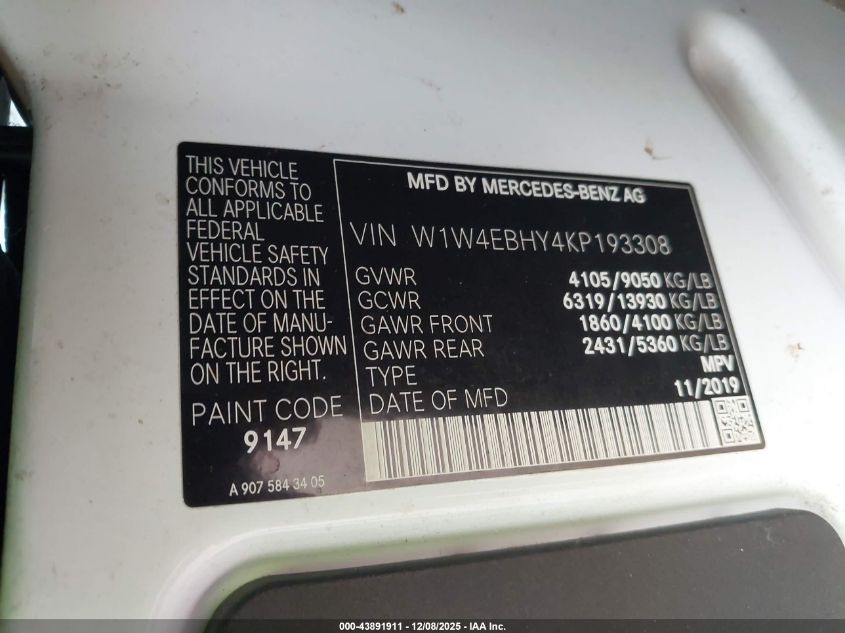 THIS VEHICLE
CONFORMS TO
ALL APPLICABLE
FEDERAL
VEHICLE SAFETY
STANDARDS IN
EFFECT ON THE
DATE OF MANU-
FACTURE SHOWN
ON THE RIGHT.
PAINT CODE
9147
A 907 584 34 05
MFD BY MERCEDES-BENZ AG
VIN W1W4EBHY4KP193308
GVWR 4105/9050 KG/LB
GCWR 6319/13930 KG/LB
GAWR FRONT 1860/4100 KG/LB
GAWR REAR 2431/5360 KG/LB
TYPE MPV
DATE OF MFD 11/2019
000-43891911 - 12/08/2025 - IAA Inc.